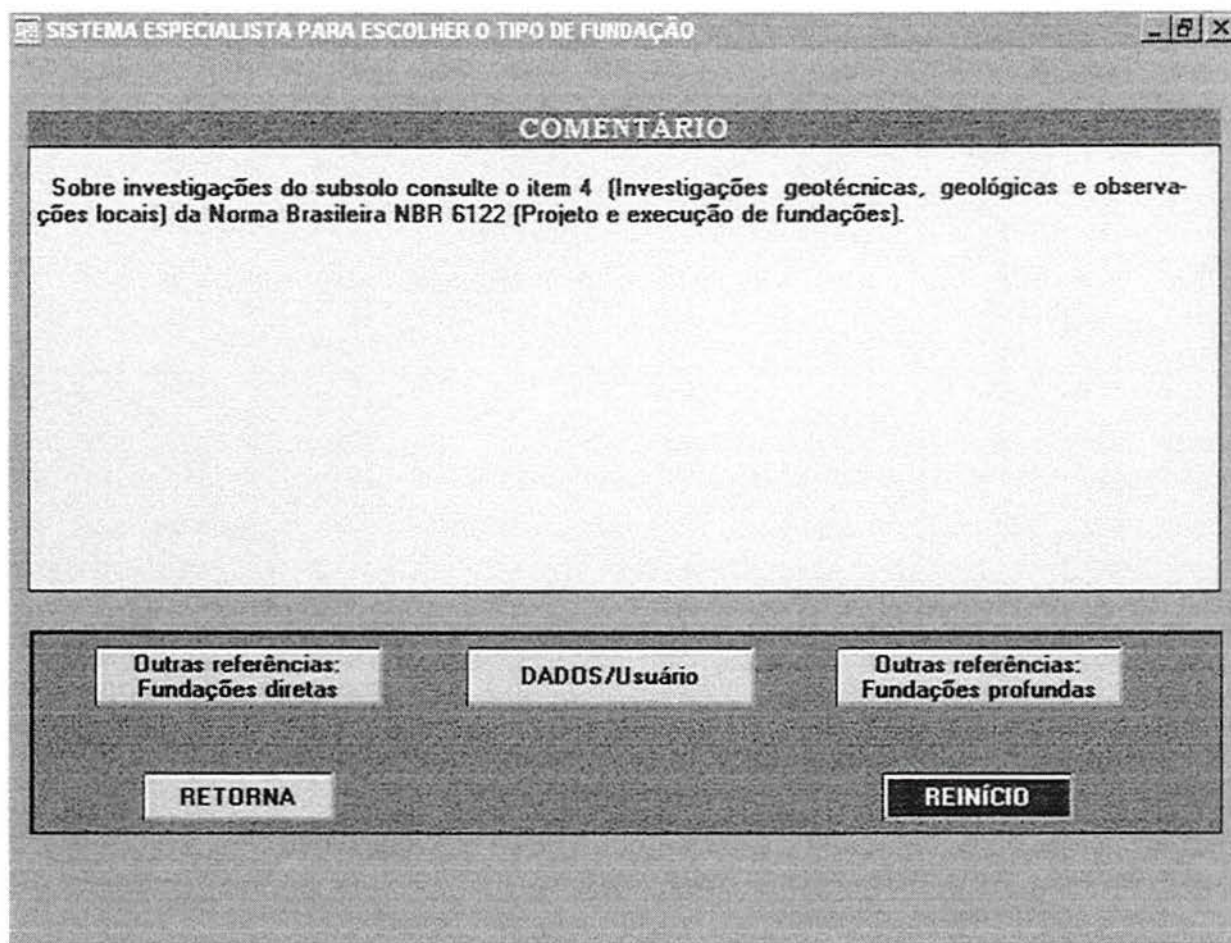 SISTEMA ESPECIALISTA PARA ESCOLHER O TIPO DE FUNDAÇÃO
COMENTÁRIO
Sobre investigações do subsolo consulte o item 4 (Investigações geotécnicas, geológicas e observa-
ções locais) da Norma Brasileira NBR 6122 (Projeto e execução de fundações).
Outras referências:
Fundações diretas
DADOS/Usuário
Outras referências:
Fundações profundas
RETORNA
REINÍCIO